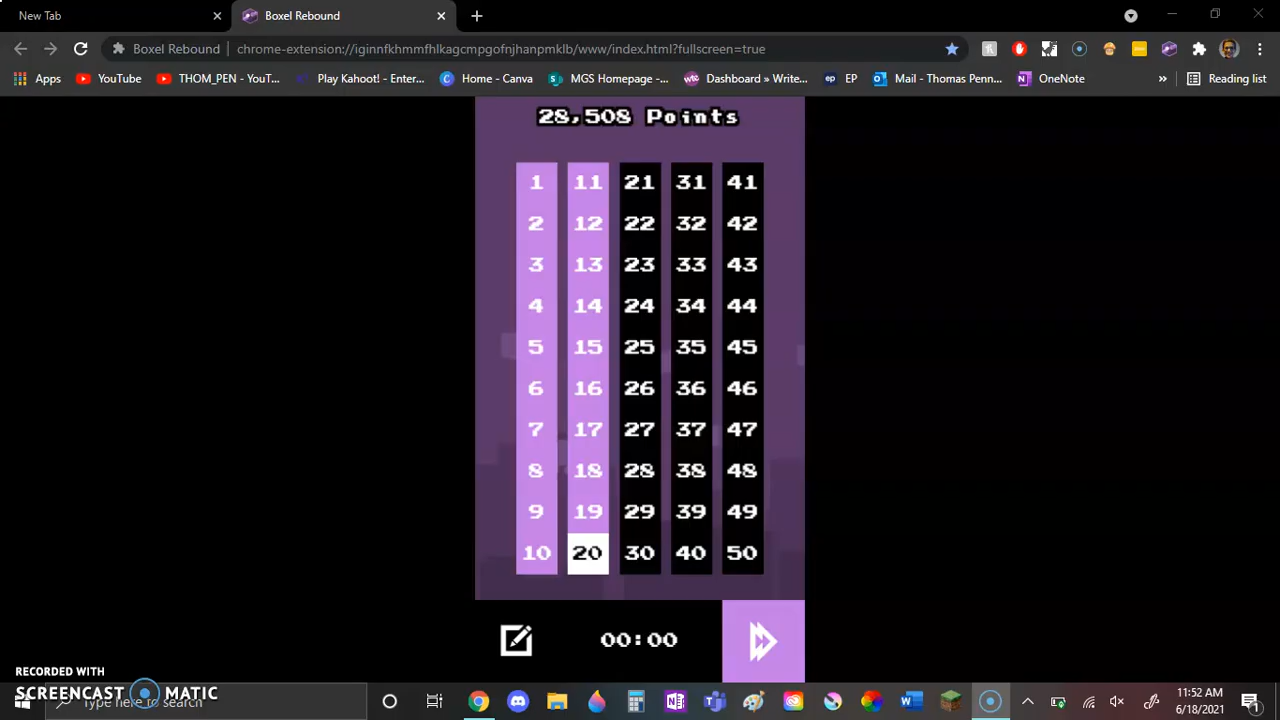 New Tab
Boxel Rebound
Boxel Rebound
chrome-extension://iginnfkhmmfhlkagcmpgofnjhanpmklb/www/index.html?fullscreen=true
Apps
YouTube
THOM_PEN - YouT...
Play Kahoot! - Enter...
Home - Canva
MGS Homepage -...
Dashboard » Write...
EP
Mail - Thomas Penn...
OneNote
»
Reading list
28,508 Points
1 11 21 31 41
2 12 22 32 42
3 13 23 33 43
4 14 24 34 44
5 15 25 35 45
6 16 26 36 46
7 17 27 37 47
8 18 28 38 48
9 19 29 39 49
10 20 30 40 50
00:00
RECORDED WITH
SCREENCAST MATIC
Type here to search
11:52 AM
6/18/2021